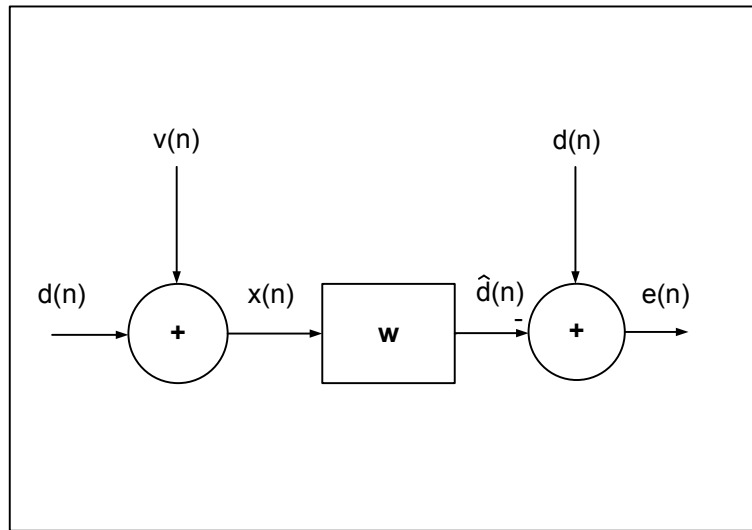 v(n)
d(n)
d(n)
x(n)
d̂(n)
e(n)
+
w
-
+